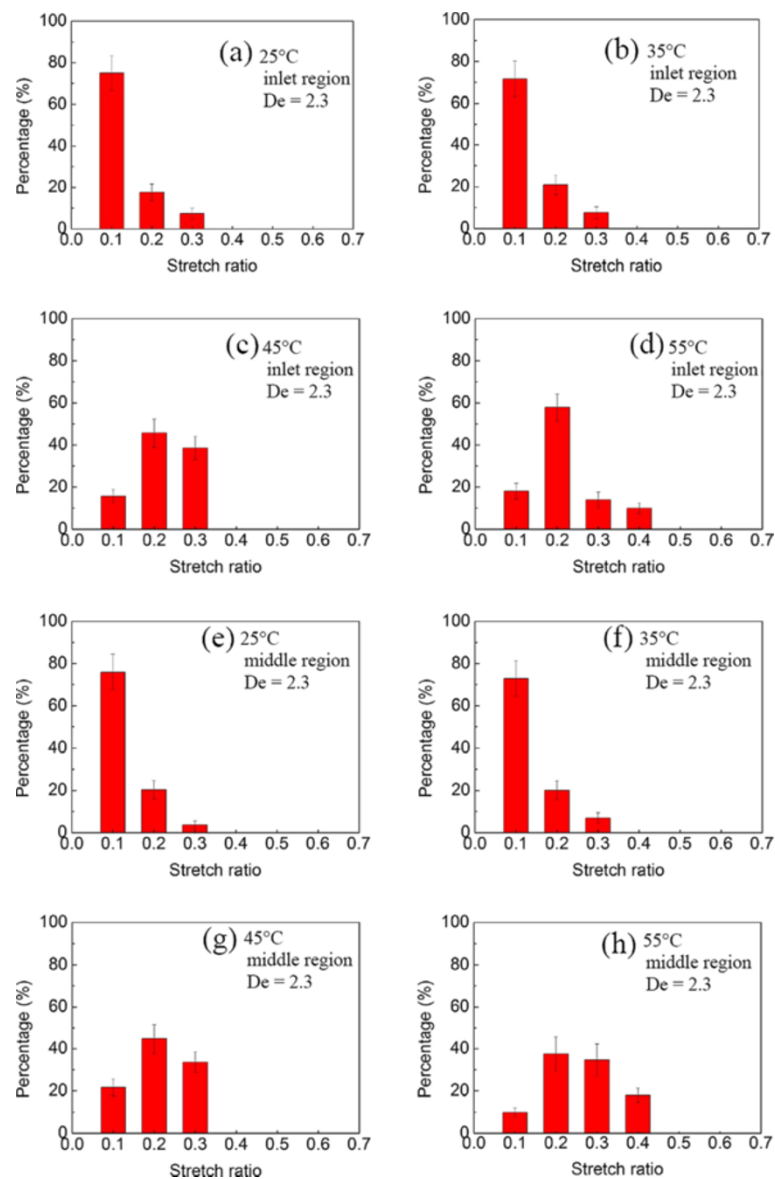 100
80
60
40
20
0
Percentage (%)
(a) 25°C
inlet region
De = 2.3
0.0 0.1 0.2 0.3 0.4 0.5 0.6 0.7
Stretch ratio
100
80
60
40
20
0
Percentage (%)
(b) 35°C
inlet region
De = 2.3
0.0 0.1 0.2 0.3 0.4 0.5 0.6 0.7
Stretch ratio
100
80
60
40
20
0
Percentage (%)
(c) 45°C
inlet region
De = 2.3
0.0 0.1 0.2 0.3 0.4 0.5 0.6 0.7
Stretch ratio
100
80
60
40
20
0
Percentage (%)
(d) 55°C
inlet region
De = 2.3
0.0 0.1 0.2 0.3 0.4 0.5 0.6 0.7
Stretch ratio
100
80
60
40
20
0
Percentage (%)
(e) 25°C
middle region
De = 2.3
0.0 0.1 0.2 0.3 0.4 0.5 0.6 0.7
Stretch ratio
100
80
60
40
20
0
Percentage (%)
(f) 35°C
middle region
De = 2.3
0.0 0.1 0.2 0.3 0.4 0.5 0.6 0.7
Stretch ratio
100
80
60
40
20
0
Percentage (%)
(g) 45°C
middle region
De = 2.3
0.0 0.1 0.2 0.3 0.4 0.5 0.6 0.7
Stretch ratio
100
80
60
40
20
0
Percentage (%)
(h) 55°C
middle region
De = 2.3
0.0 0.1 0.2 0.3 0.4 0.5 0.6 0.7
Stretch ratio